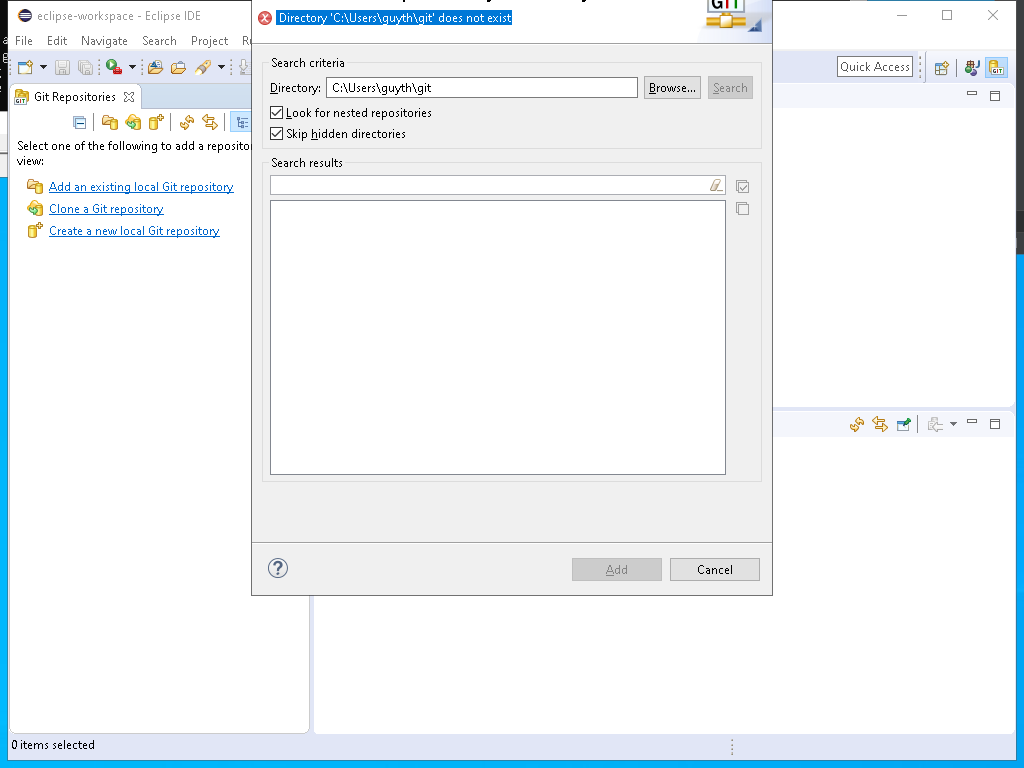 eclipse-workspace - Eclipse IDE
File Edit Navigate Search Project
Quick Access
GIT
Git Repositories
Select one of the following to add a
view:
Add an existing local Git repository
Clone a Git repository
Create a new local Git repository
GIT
Directory 'C:\Users\guyth\git' does not exist
Search criteria
Directory: C:\Users\guyth\git Browse... Search
Look for nested repositories
Skip hidden directories
Search results
Add Cancel
0 items selected